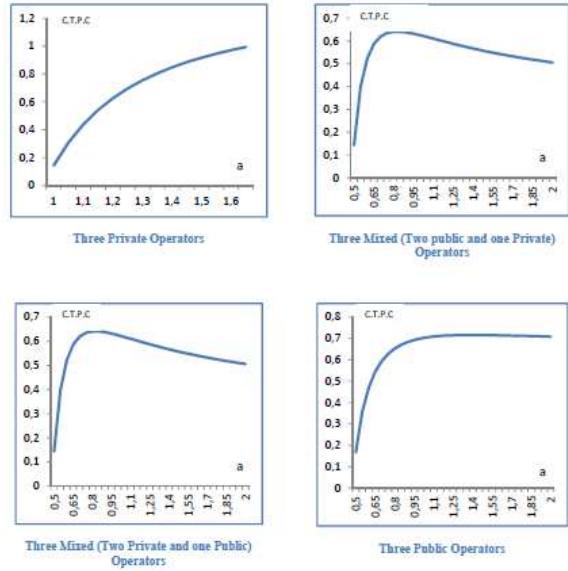 C.T.P.C
1,2
1
0,8
0,6
0,4
0,2
0
a
1 1,1 1,2 1,3 1,4 1,5 1,6
Three Private Operators
C.T.P.C
0,7
0,6
0,5
0,4
0,3
0,2
0,1
0
a
0,5 0,65 0,8 0,95 1,1 1,25 1,4 1,55 1,7 1,85 2
Three Mixed (Two public and one Private)
Operators
C.T.P.C
0,7
0,6
0,5
0,4
0,3
0,2
0,1
0
a
0,5 0,65 0,8 0,95 1,1 1,25 1,4 1,55 1,7 1,85 2
Three Mixed (Two Private and one Public)
Operators
C.T.P.C
0,8
0,7
0,6
0,5
0,4
0,3
0,2
0,1
0
a
0,5 0,65 0,8 0,95 1,1 1,25 1,4 1,55 1,7 1,85 2
Three Public Operators